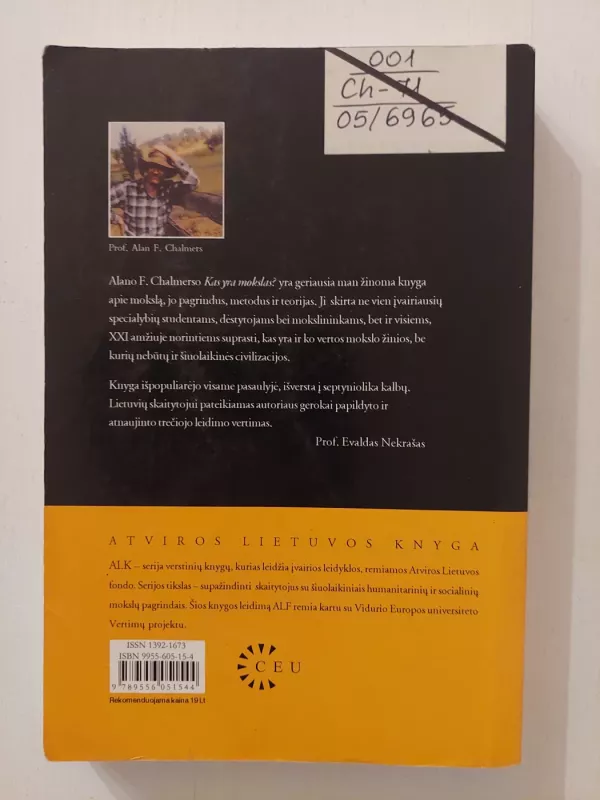 001
Ch-71
05/6965
Prof. Alan F. Chalmers
Alano F. Chalmerso Kas yra mokslas? yra geriausia man žinoma knyga
apie mokslą, jo pagrindus, metodus ir teorijas. Ji skirta ne vien įvairiausių
specialybių studentams, dėstytojams bei mokslininkams, bet ir visiems,
XXI amžiuje norintiems suprasti, kas yra ir ko vertos mokslo žinios, be
kurių nebūtų ir šiuolaikinės civilizacijos.
Knyga išpopuliarėjo visame pasaulyje, išversta į septyniolika kalbų.
Lietuvių skaitytojui pateikiamas autoriaus gerokai papildyto ir
atnaujinto trečiojo leidimo vertimas.
Prof. Evaldas Nekrašas
ATVIROS LIETUVOS KNYGA
ALK – serija verstinių knygų, kurias leidžia įvairios leidyklos, remiamos Atviros Lietuvos
fondo. Serijos tikslas – supažindinti skaitytojus su šiuolaikiniais humanitarinių ir socialinių
mokslų pagrindais. Šios knygos leidimą ALF remia kartu su Vidurio Europos universiteto
Vertimų projektu.
ISSN 1392-1673
ISBN 9955-605-15-4
9 789556 051544
Rekomenduojama kaina 19 Lt
CEU